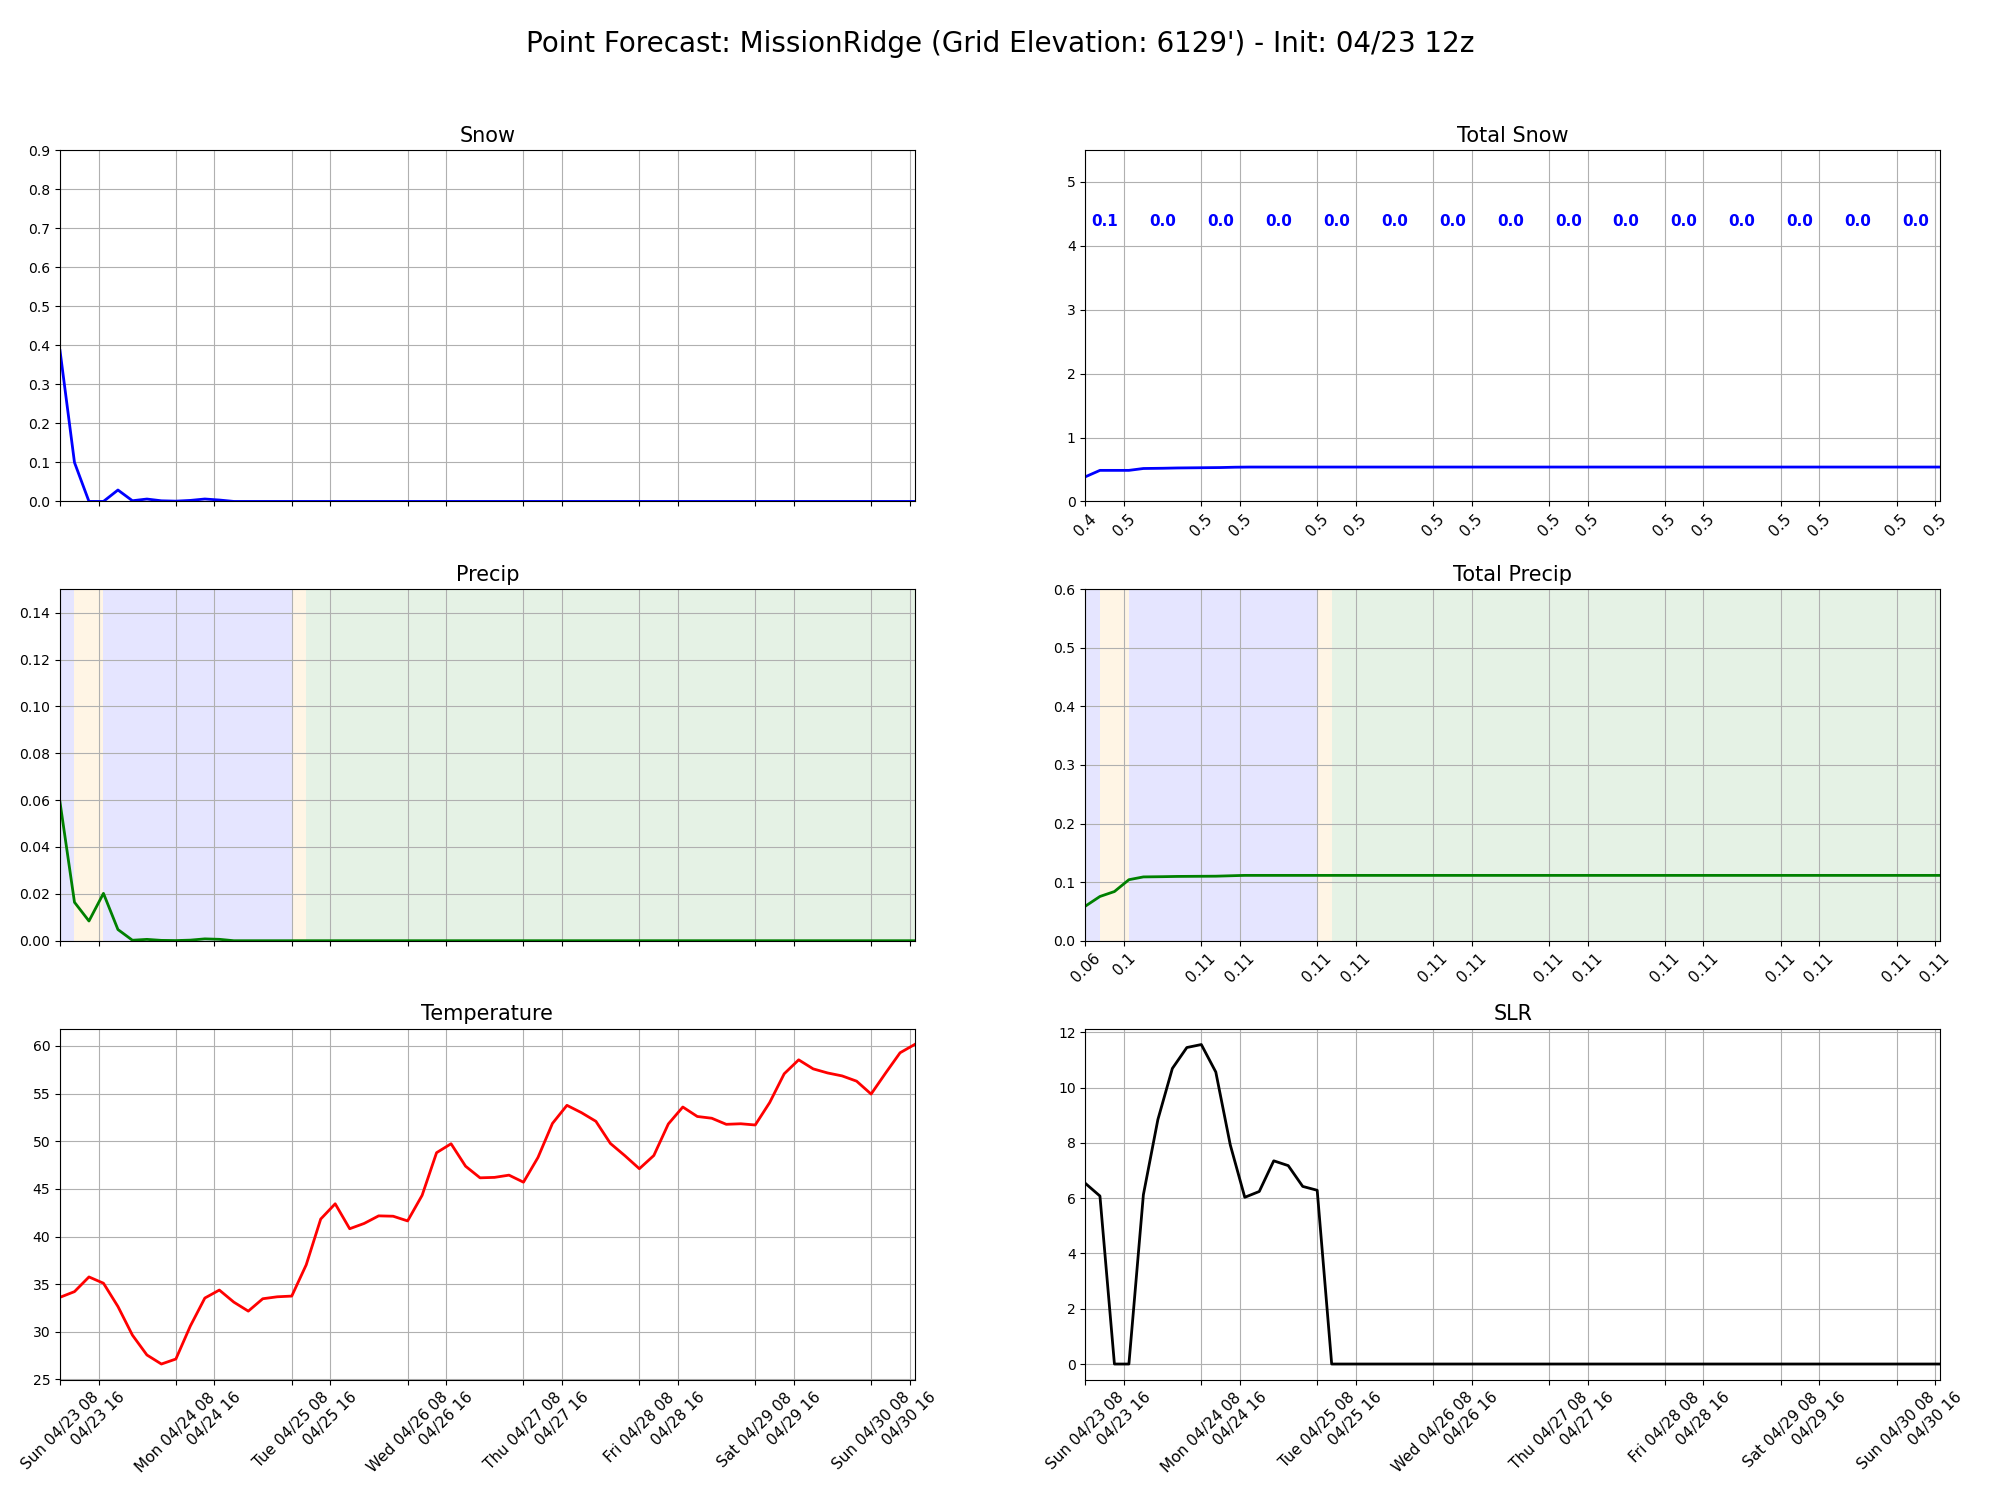 Point Forecast: MissionRidge (Grid Elevation: 6129') - Init: 04/23 12z
Snow
0.9
0.8
0.7
0.6
0.5
0.4
0.3
0.2
0.1
0.0
Total Snow
5
4
3
2
1
0
0.1 0.0 0.0 0.0 0.0 0.0 0.0 0.0 0.0 0.0 0.0 0.0 0.0 0.0 0.0
0.4 0.5 0.5 0.5 0.5 0.5 0.5 0.5 0.5 0.5 0.5 0.5 0.5 0.5 0.5 0.5
Precip
0.14
0.12
0.10
0.08
0.06
0.04
0.02
0.00
Total Precip
0.6
0.5
0.4
0.3
0.2
0.1
0.0
0.06 0.1 0.11 0.11 0.11 0.11 0.11 0.11 0.11 0.11 0.11 0.11 0.11 0.11 0.11 0.11
Temperature
60
55
50
45
40
35
30
25
Sun 04/23 08
04/23 16
Mon 04/24 08
04/24 16
Tue 04/25 08
04/25 16
Wed 04/26 08
04/26 16
Thu 04/27 08
04/27 16
Fri 04/28 08
04/28 16
Sat 04/29 08
04/29 16
Sun 04/30 08
04/30 16
SLR
12
10
8
6
4
2
0
Sun 04/23 08
04/23 16
Mon 04/24 08
04/24 16
Tue 04/25 08
04/25 16
Wed 04/26 08
04/26 16
Thu 04/27 08
04/27 16
Fri 04/28 08
04/28 16
Sat 04/29 08
04/29 16
Sun 04/30 08
04/30 16